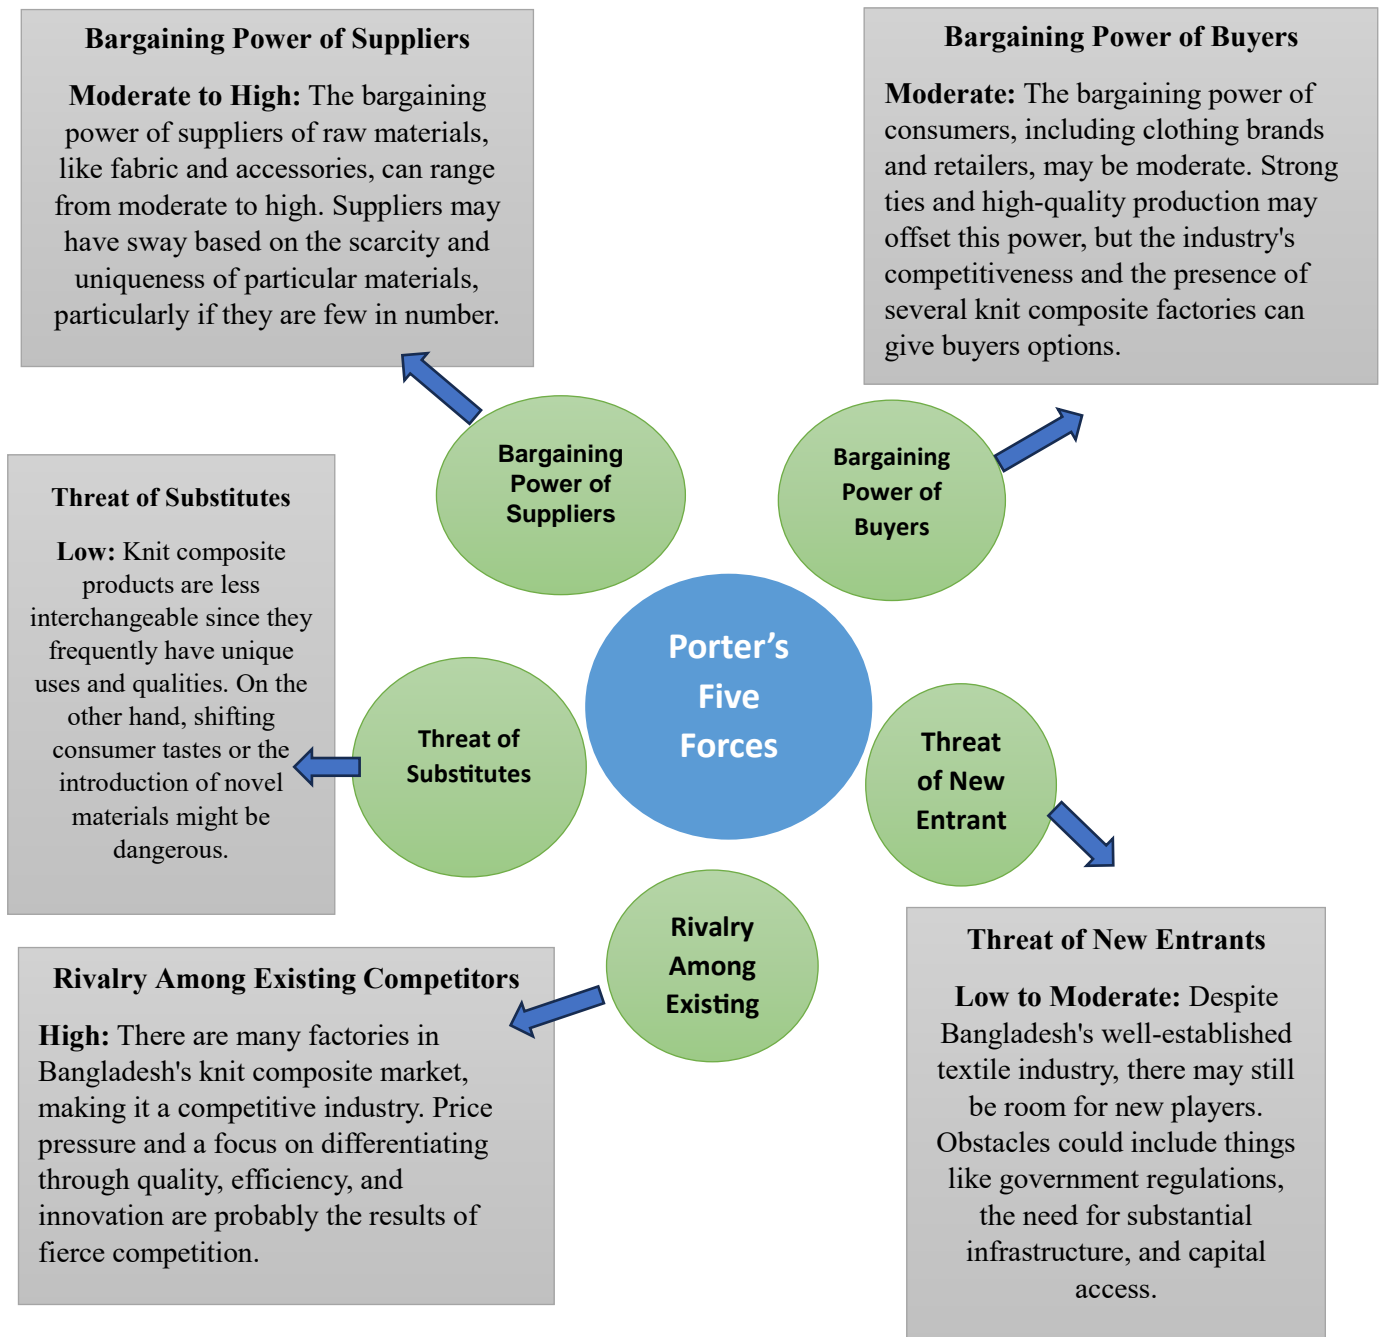 Bargaining Power of Suppliers
Moderate to High: The bargaining
power of suppliers of raw materials,
like fabric and accessories, can range
from moderate to high. Suppliers may
have sway based on the scarcity and
uniqueness of particular materials,
particularly if they are few in number.
Bargaining Power of Buyers
Moderate: The bargaining power of
consumers, including clothing brands
and retailers, may be moderate. Strong
ties and high-quality production may
offset this power, but the industry's
competitiveness and the presence of
several knit composite factories can
give buyers options.
Bargaining
Power of
Suppliers
Bargaining
Power of
Buyers
Threat of Substitutes
Low: Knit composite
products are less
interchangeable since they
frequently have unique
uses and qualities. On the
other hand, shifting
consumer tastes or the
introduction of novel
materials might be
dangerous.
Threat of
Substitutes
Porter’s
Five
Forces
Threat
of New
Entrant
Rivalry
Among
Existing
Rivalry Among Existing Competitors
High: There are many factories in
Bangladesh's knit composite market,
making it a competitive industry. Price
pressure and a focus on differentiating
through quality, efficiency, and
innovation are probably the results of
fierce competition.
Threat of New Entrants
Low to Moderate: Despite
Bangladesh's well-established
textile industry, there may still
be room for new players.
Obstacles could include things
like government regulations,
the need for substantial
infrastructure, and capital
access.